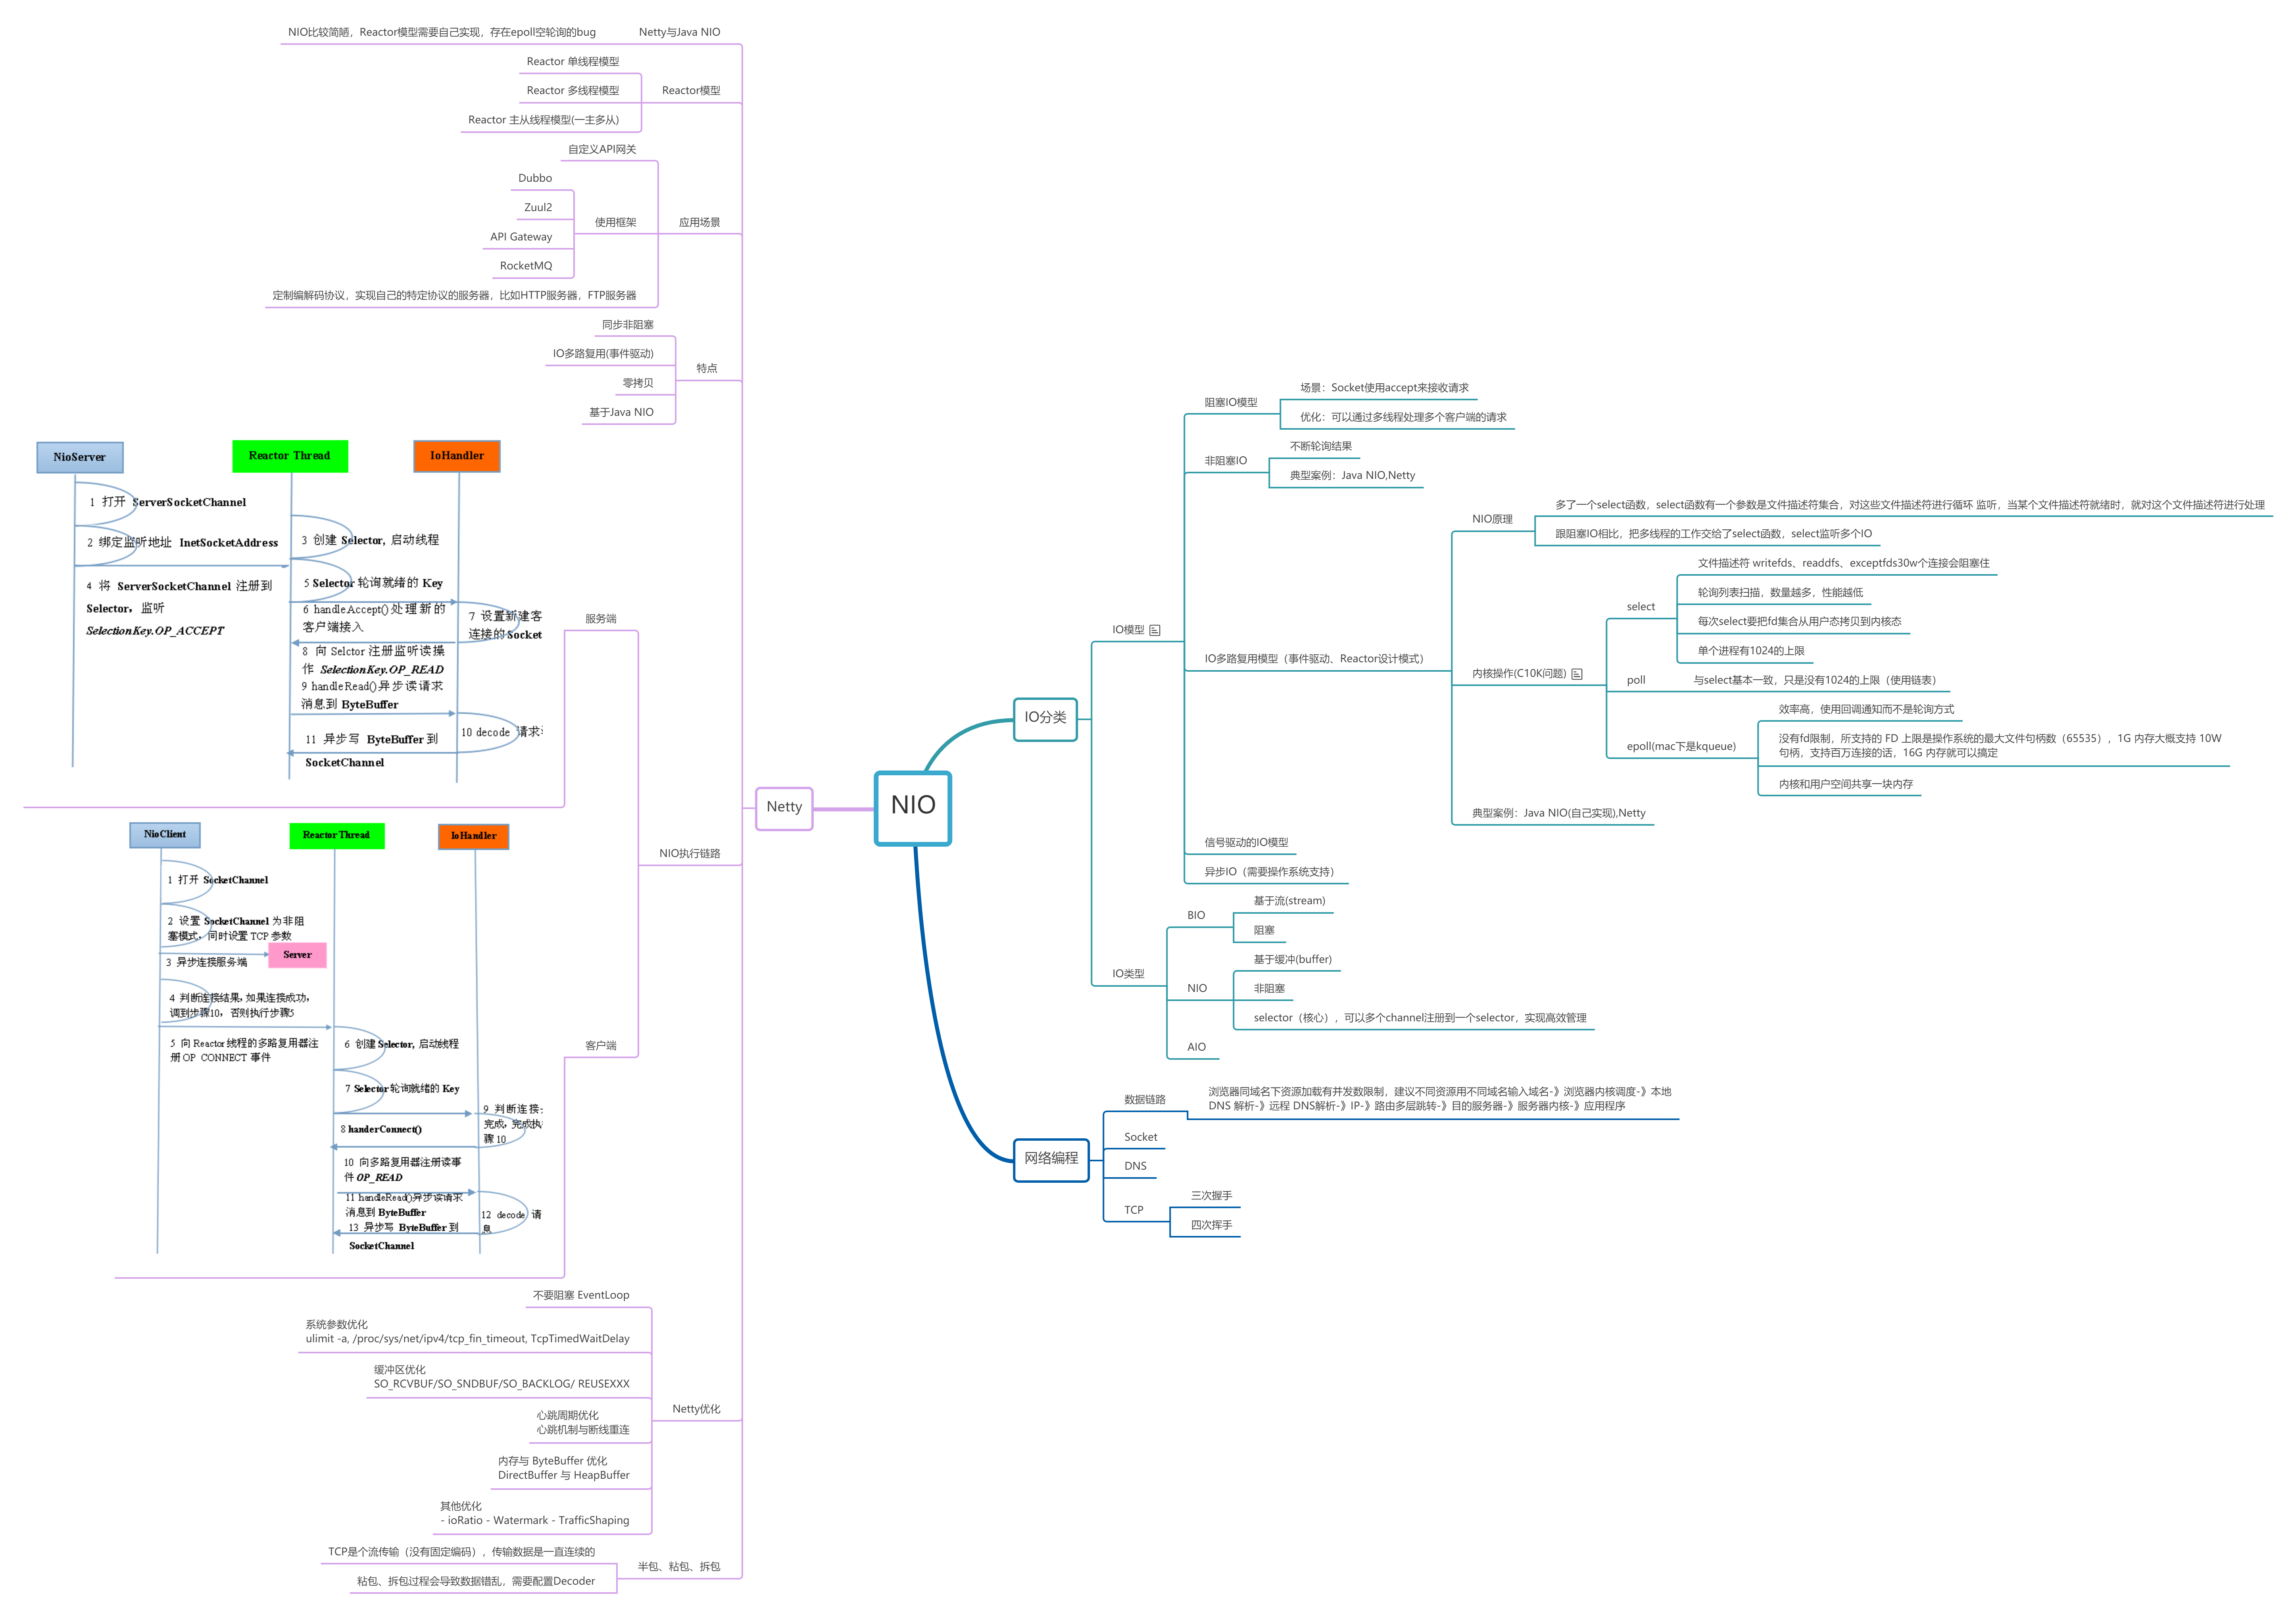 NIO
Netty
Netty与Java NIO
NIO比较简陋，Reactor模型需要自己实现，存在epoll空轮询的bug
Reactor模型
Reactor 单线程模型
Reactor 多线程模型
Reactor 主从线程模型(一主多从)
应用场景
自定义API网关
使用框架
Dubbo
Zuul2
API Gateway
RocketMQ
定制编解码协议，实现自己的特定协议的服务器，比如HTTP服务器，FTP服务器
特点
同步非阻塞
IO多路复用(事件驱动)
零拷贝
基于Java NIO
NIO执行链路
服务端
NioServer
Reactor Thread
IoHandler
1 打开 ServerSocketChannel
2 绑定监听地址 InetSocketAddress
3 创建 Selector, 启动线程
4 将 ServerSocketChannel 注册到
Selector，监听
SelectionKey.OP_ACCEPT
5 Selector 轮询就绪的 Key
6 handleAccept() 处理新的
客户端接入
7 设置新建客
连接的 Socket
8 向 Selctor 注册监听读操
作 SelectionKey.OP_READ
9 handleRead() 异步读请求
消息到 ByteBuffer
10 decode 请求
11 异步写 ByteBuffer 到
SocketChannel
客户端
NioClient
Reactor Thread
IoHandler
1 打开 SocketChannel
2 设置 SocketChannel 为非阻
塞模式，同时设置 TCP 参数
3 异步连接服务端
Server
4 判断连接结果，如果连接成功，
调到步骤10，否则执行步骤5
5 向 Reactor 线程的多路复用器注
册 OP CONNECT 事件
6 创建 Selector, 启动线程
7 Selector 轮询就绪的 Key
8 handerConnect()
9 判断连接
完成，完成执
骤 10
10 向多路复用器注册读事
件 OP_READ
11 handleRead() 异步读请求
消息到 ByteBuffer
12 decode 请
息
13 异步写 ByteBuffer 到
SocketChannel
Netty优化
不要阻塞 EventLoop
系统参数优化
ulimit -a, /proc/sys/net/ipv4/tcp_fin_timeout, TcpTimedWaitDelay
缓冲区优化
SO_RCVBUF/SO_SNDBUF/SO_BACKLOG/ REUSEXXX
心跳周期优化
心跳机制与断线重连
内存与 ByteBuffer 优化
DirectBuffer 与 HeapBuffer
其他优化
- ioRatio - Watermark - TrafficShaping
半包、粘包、拆包
TCP是个流传输（没有固定编码），传输数据是一直连续的
粘包、拆包过程会导致数据错乱，需要配置Decoder
IO分类
IO模型
阻塞IO模型
场景：Socket使用accept来接收请求
优化：可以通过多线程处理多个客户端的请求
非阻塞IO
不断轮询结果
典型案例：Java NIO,Netty
IO多路复用模型（事件驱动、Reactor设计模式）
NIO原理
多了一个select函数，select函数有一个参数是文件描述符集合，对这些文件描述符进行循环 监听，当某个文件描述符就绪时，就对这个文件描述符进行处理
跟阻塞IO相比，把多线程的工作交给了select函数，select监听多个IO
内核操作(C10K问题)
select
文件描述符 writefds、readdfs、exceptfds30w个连接会阻塞住
轮询列表扫描，数量越多，性能越低
每次select要把fd集合从用户态拷贝到内核态
单个进程有1024的上限
poll
与select基本一致，只是没有1024的上限（使用链表）
epoll(mac下是kqueue)
效率高，使用回调通知而不是轮询方式
没有fd限制，所支持的 FD 上限是操作系统的最大文件句柄数（65535），1G 内存大概支持 10W
句柄，支持百万连接的话，16G 内存就可以搞定
内核和用户空间共享一块内存
典型案例：Java NIO(自己实现),Netty
信号驱动的IO模型
异步IO（需要操作系统支持）
IO类型
BIO
基于流(stream)
阻塞
NIO
基于缓冲(buffer)
非阻塞
selector（核心），可以多个channel注册到一个selector，实现高效管理
AIO
网络编程
数据链路
浏览器同域名下资源加载有并发数限制，建议不同资源用不同域名输入域名-》浏览器内核调度-》本地
DNS 解析-》远程 DNS解析-》IP-》路由多层跳转-》目的服务器-》服务器内核-》应用程序
Socket
DNS
TCP
三次握手
四次挥手